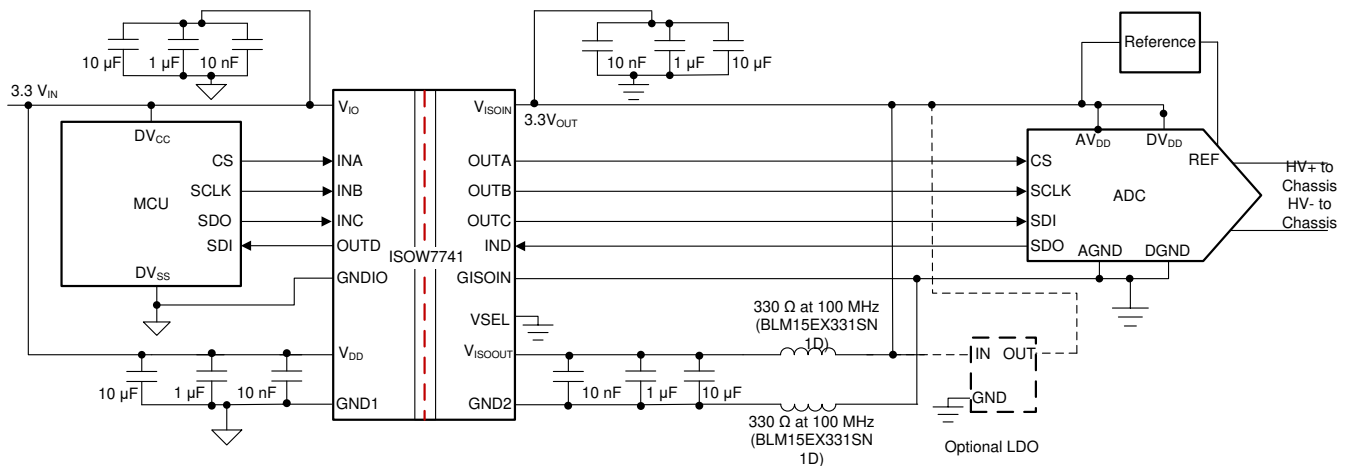 10 µF
1 µF
10 nF
10 nF
1 µF
10 µF
Reference
3.3 VIN
VIO
VISOIN
3.3VOUT
DVCC
AVDD
DVDD
REF
CS
INA
OUTA
CS
SCLK
INB
OUTB
SCLK
MCU
ADC
SDO
INC
OUTC
SDI
SDI
OUTD
ISOW7741
IND
SDO
HV+ to
Chassis
HV- to
Chassis
DVSS
GNDIO
GISOIN
AGND
DGND
VSEL
330 Ω at 100 MHz
(BLM15EX331SN
1D)
VDD
VISOOUT
IN
OUT
10 µF
1 µF
10 nF
10 nF
1 µF
10 µF
GND
GND1
GND2
330 Ω at 100 MHz
(BLM15EX331SN
1D)
Optional LDO